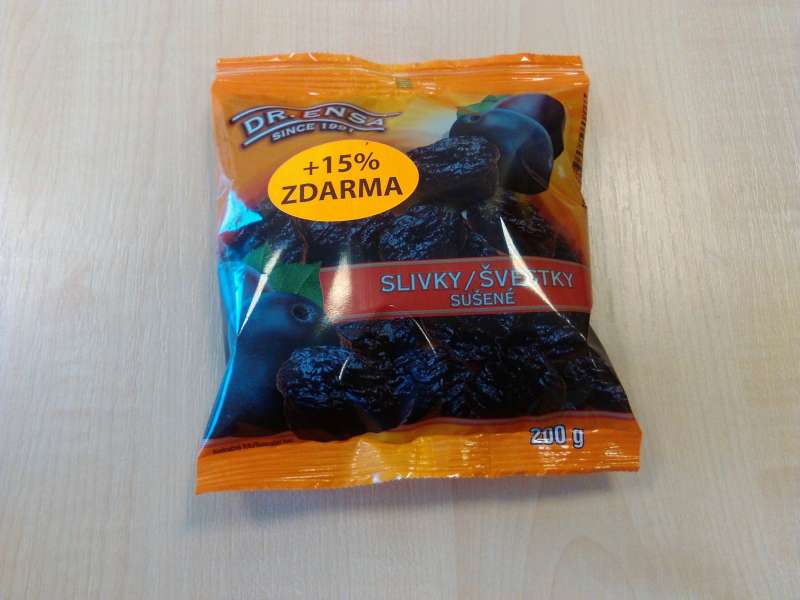 DR. ENSA
SINCE 1991
+15%
ZDARMA
SLIVKY/ŠVESTKY
SUŠENÉ
200 g